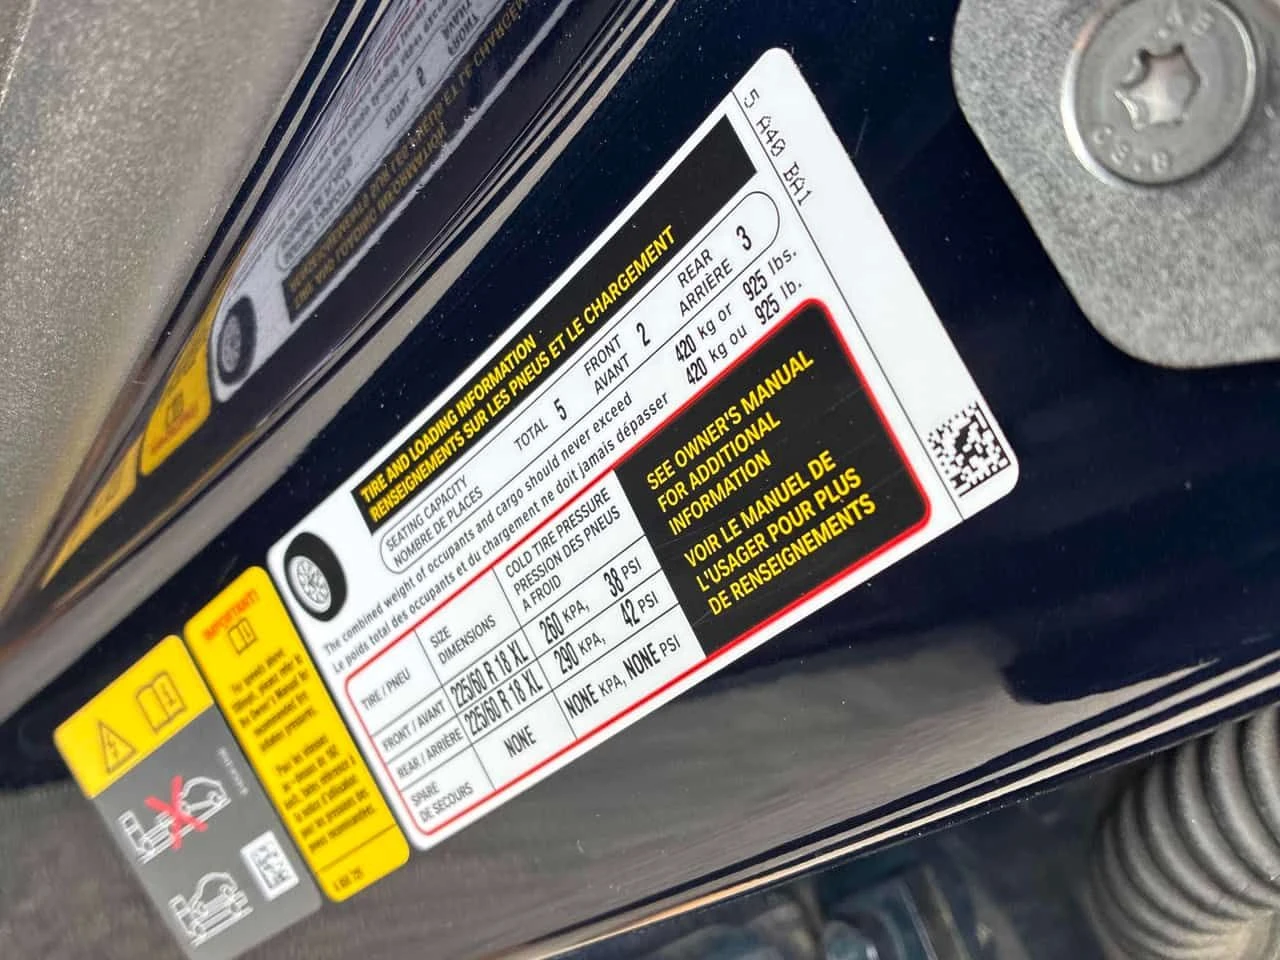 5 A40 BA1
TIRE AND LOADING INFORMATION
RENSEIGNEMENTS SUR LES PNEUS ET LE CHARGEMENT
SEATING CAPACITY
NOMBRE DE PLACES
TOTAL 5
FRONT
AVANT 2
REAR
ARRIÈRE 3
The combined weight of occupants and cargo should never exceed 420 kg or 925 lbs.
Le poids total des occupants et du chargement ne doit jamais dépasser 420 kg ou 925 lb.
TIRE / PNEU
SIZE
DIMENSIONS
COLD TIRE PRESSURE
PRESSION DES PNEUS
A FROID
FRONT / AVANT 225/60 R 18 XL 260 KPA, 38 PSI
REAR / ARRIÈRE 225/60 R 18 XL 290 KPA, 42 PSI
SPARE
DE SECOURS
NONE
NONE KPA, NONE PSI
SEE OWNER'S MANUAL
FOR ADDITIONAL
INFORMATION
VOIR LE MANUEL DE
L'USAGER POUR PLUS
DE RENSEIGNEMENTS
IMPORTANT!